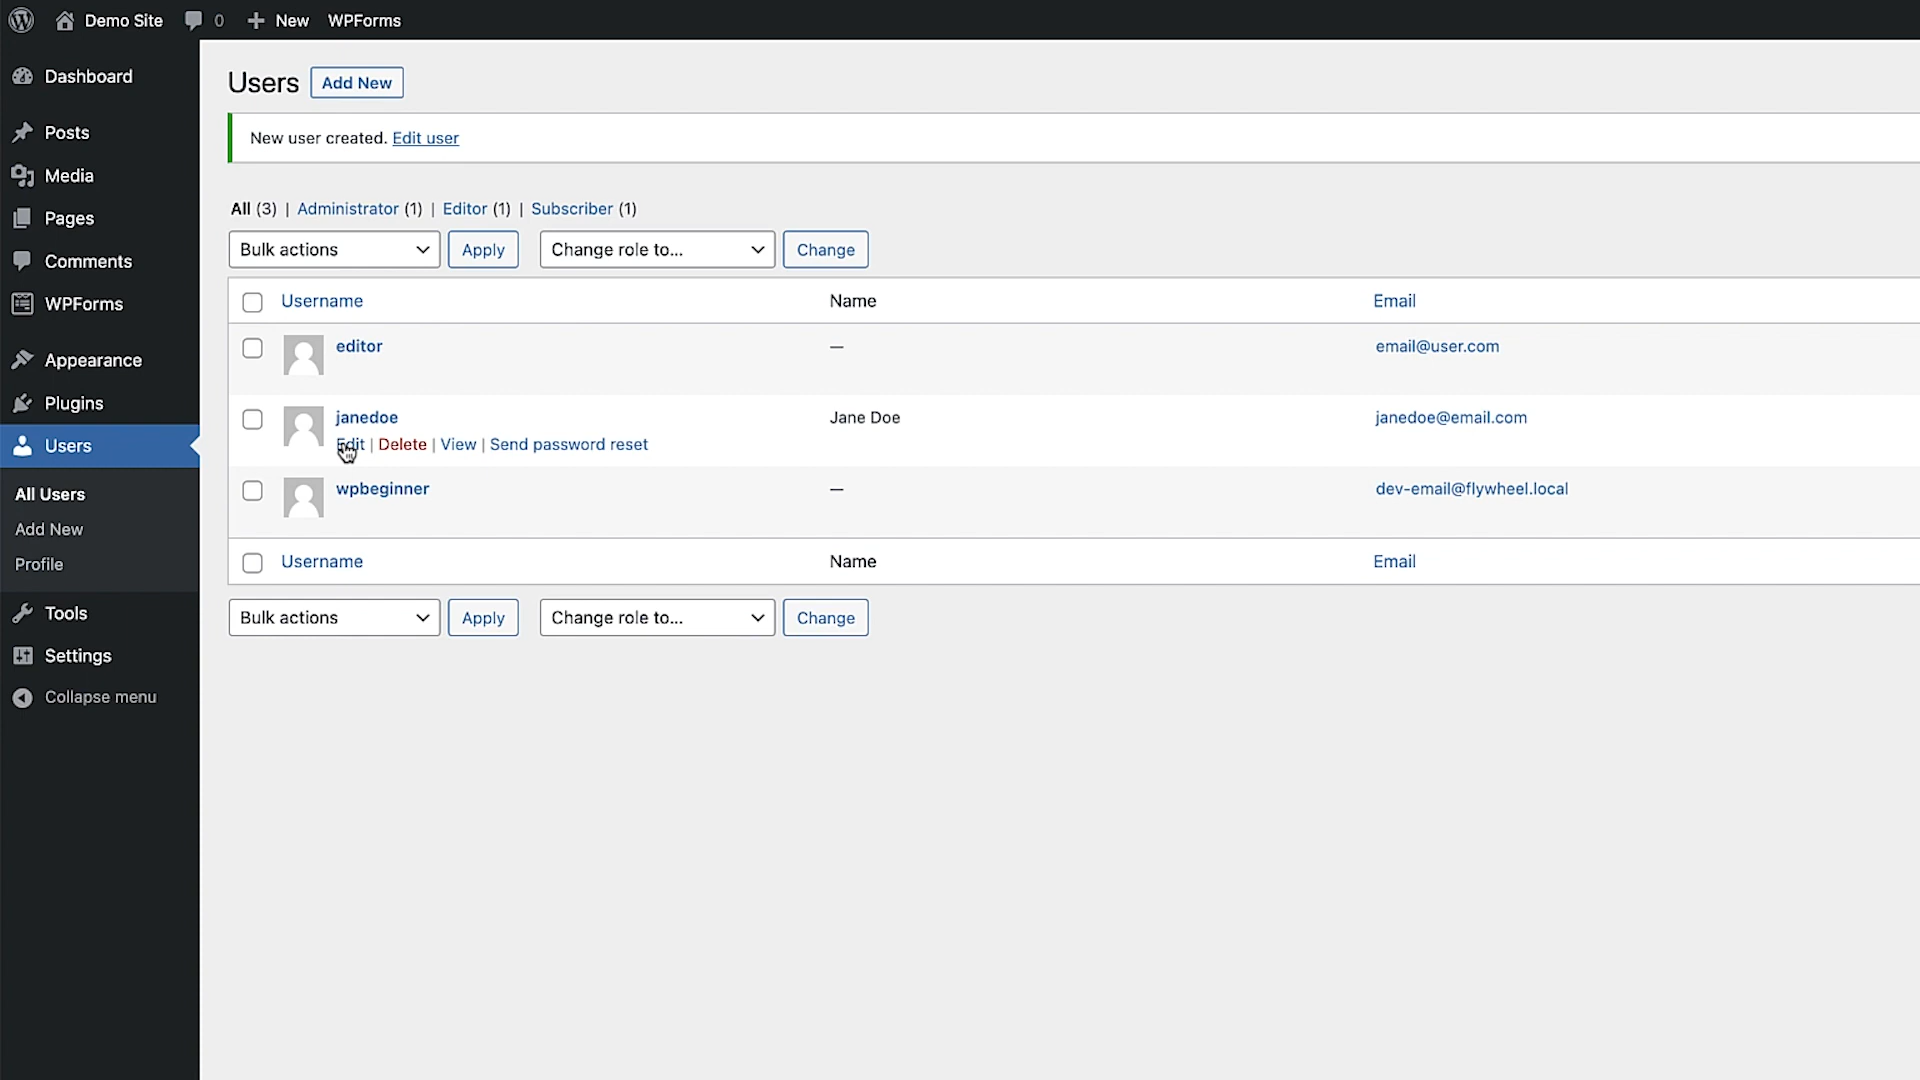 Demo Site 0 New WPForms
Dashboard
Posts
Media
Pages
Comments
WPForms
Appearance
Plugins
Users
All Users
Add New
Profile
Tools
Settings
Collapse menu
Users Add New
New user created. Edit user
All (3) | Administrator (1) | Editor (1) | Subscriber (1)
Bulk actions Apply Change role to... Change
Username Name Email
editor — email@user.com
janedoe Jane Doe janedoe@email.com
Edit | Delete | View | Send password reset
wpbeginner — dev-email@flywheel.local
Username Name Email
Bulk actions Apply Change role to... Change